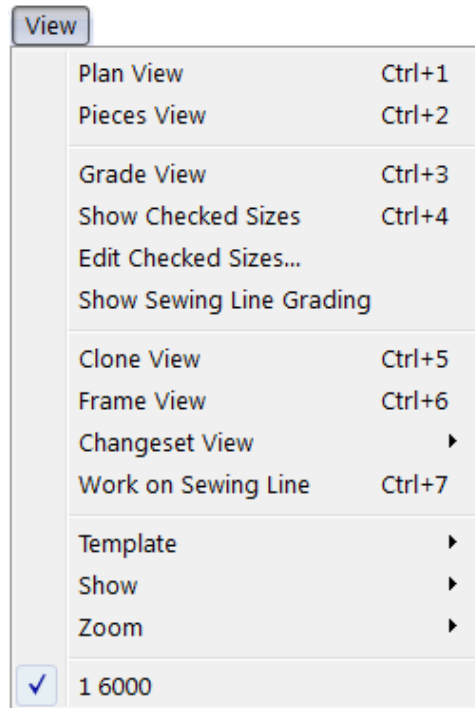 View
Plan View Ctrl+1
Pieces View Ctrl+2
Grade View Ctrl+3
Show Checked Sizes Ctrl+4
Edit Checked Sizes...
Show Sewing Line Grading
Clone View Ctrl+5
Frame View Ctrl+6
Changeset View
Work on Sewing Line Ctrl+7
Template
Show
Zoom
1 6000